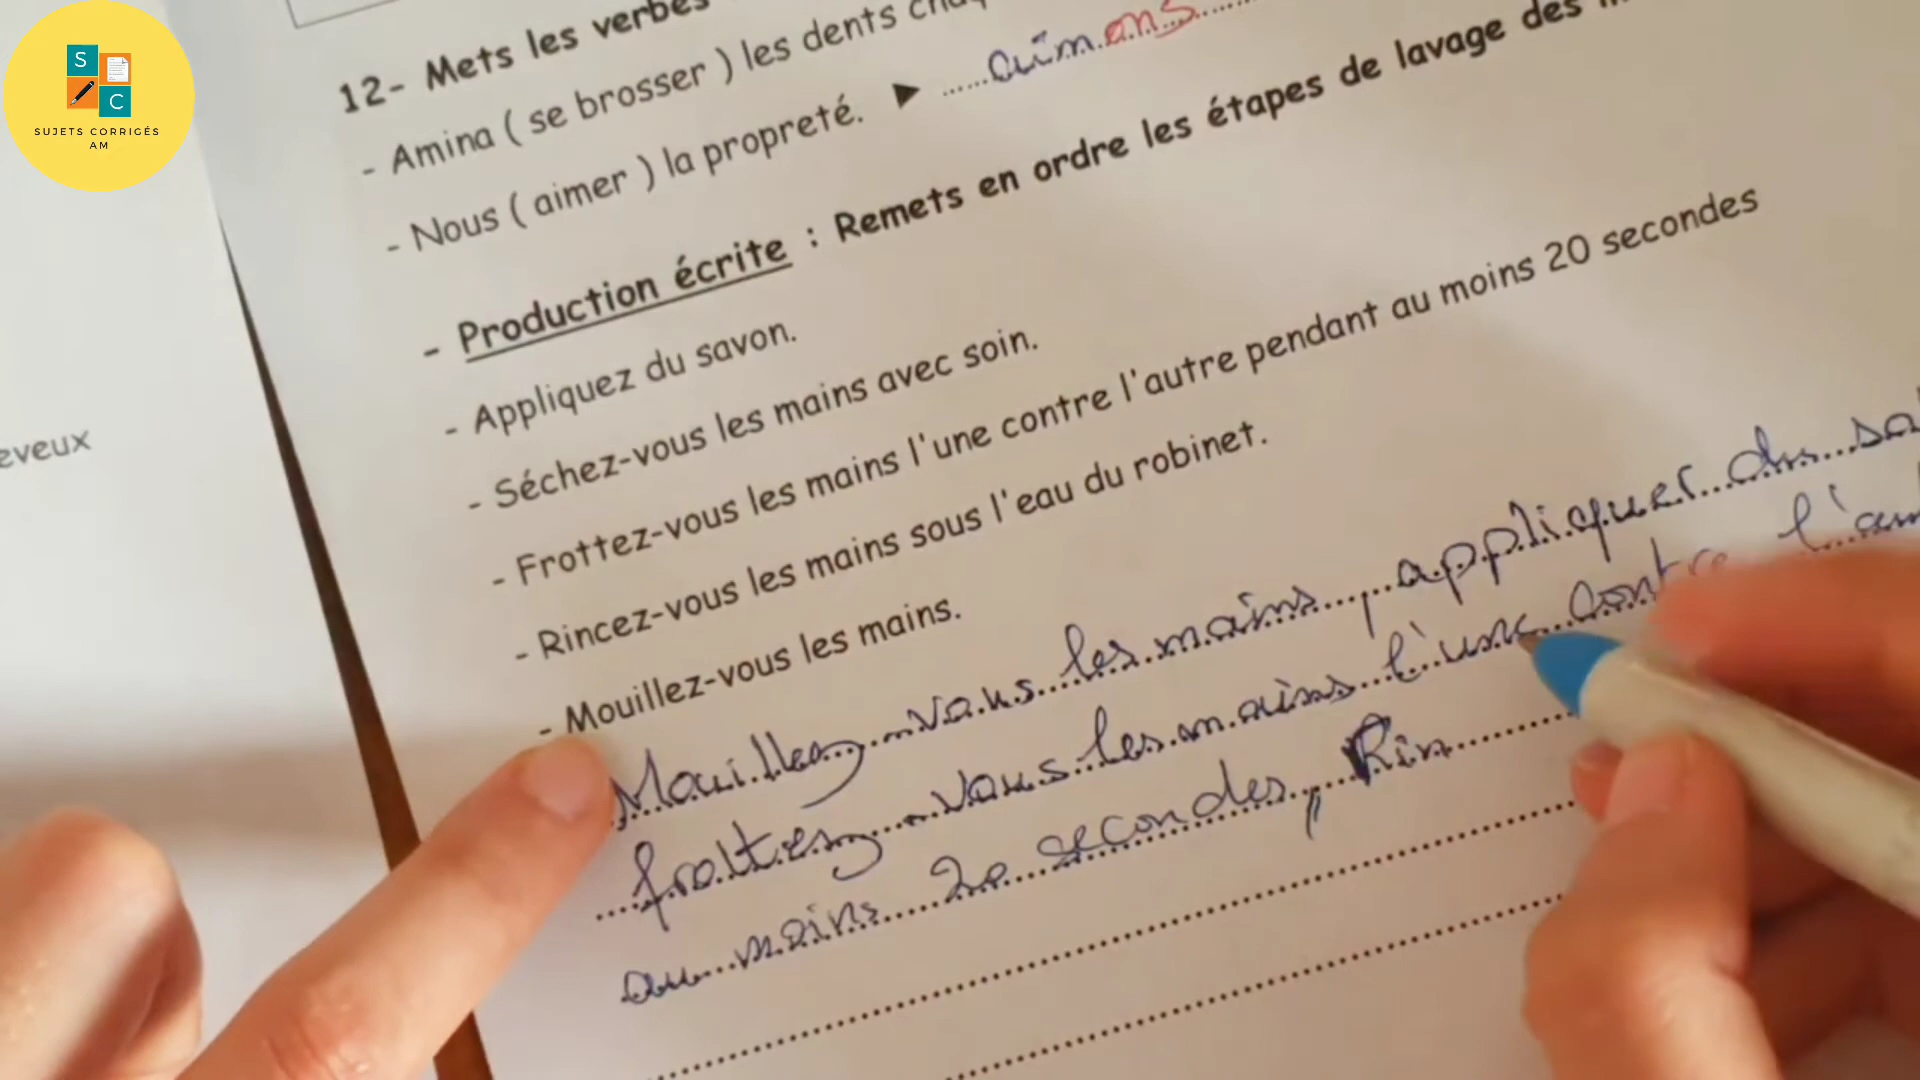 S
C
SUJETS CORRIGÉS
AM
12- Mets les verbes
- Amina ( se brosser ) les dents
- Nous ( aimer ) la propreté. ► aimons
- Production écrite : Remets en ordre les étapes de lavage des
- Appliquez du savon.
- Séchez-vous les mains avec soin.
- Frottez-vous les mains l'une contre l'autre pendant au moins 20 secondes
- Rincez-vous les mains sous l'eau du robinet.
- Mouillez-vous les mains.
Mouillez-vous les mains, appliquer du
frottez-vous les mains l'une contre
au moins 20 secondes, Rin
eveux